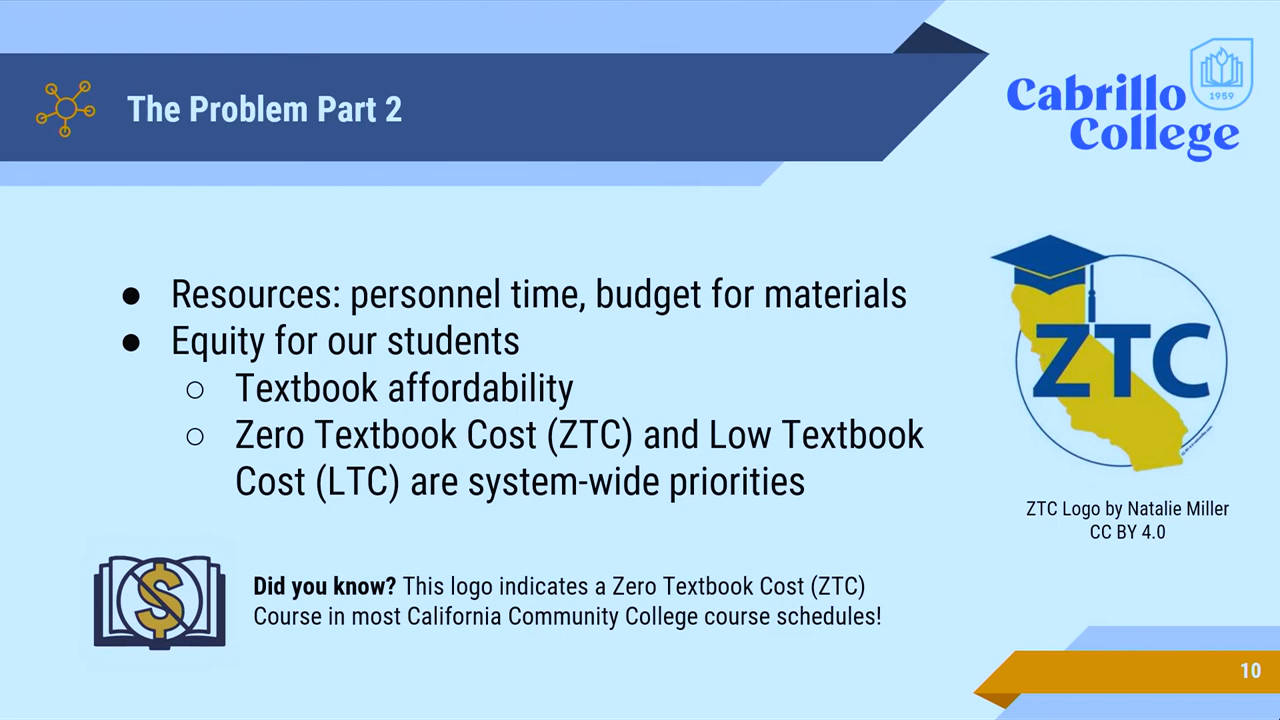 The Problem Part 2
Cabrillo
College
1959
● Resources: personnel time, budget for materials
● Equity for our students
○ Textbook affordability
○ Zero Textbook Cost (ZTC) and Low Textbook
Cost (LTC) are system-wide priorities
ZTC
ZTC Logo by Natalie Miller
CC BY 4.0
$
Did you know? This logo indicates a Zero Textbook Cost (ZTC)
Course in most California Community College course schedules!
10